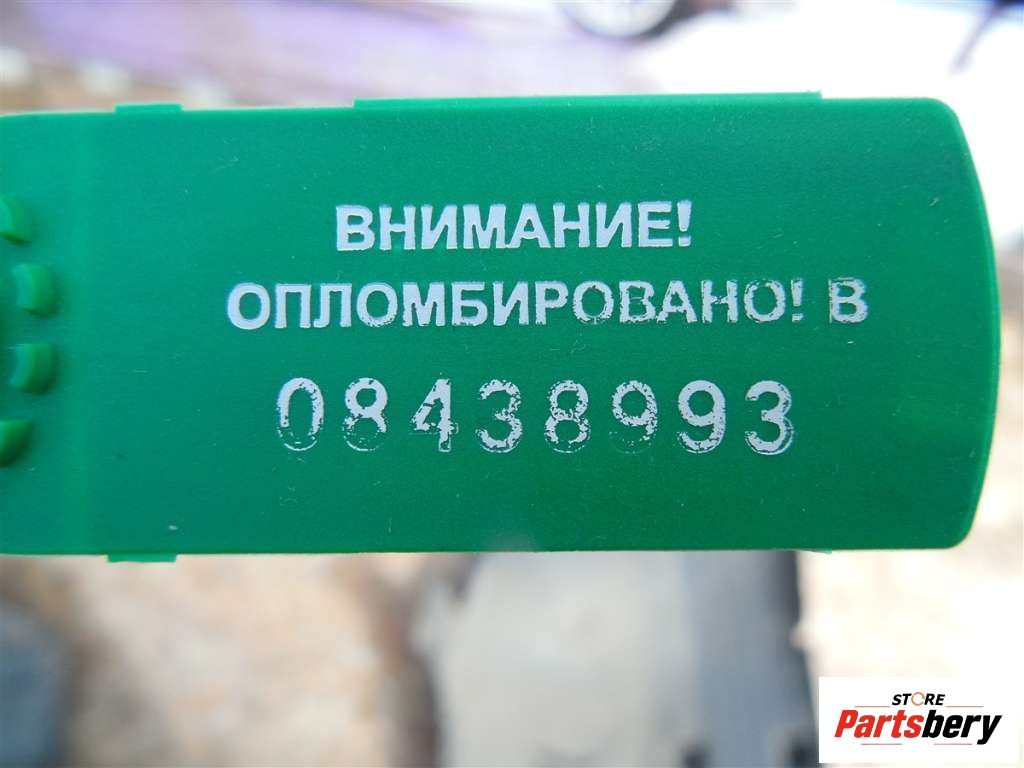 ВНИМАНИЕ!
ОПЛОМБИРОВАНО! В
08438993
STORE
Partsbery